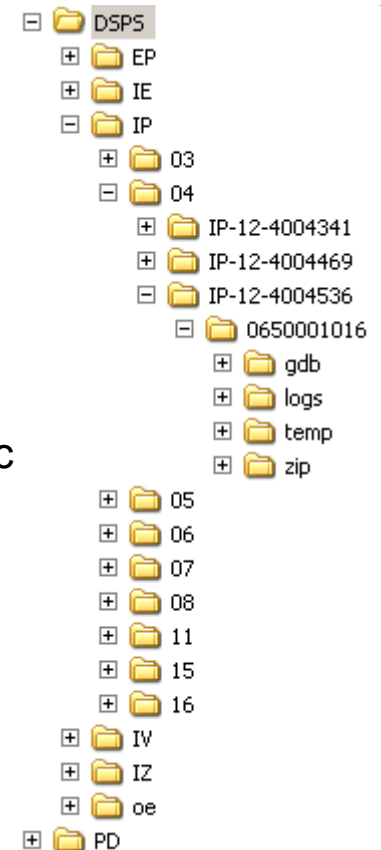 DSPS
EP
IE
IP
03
04
IP-12-4004341
IP-12-4004469
IP-12-4004536
0650001016
gdb
logs
temp
c
zip
05
06
07
08
11
15
16
IV
IZ
oe
PD